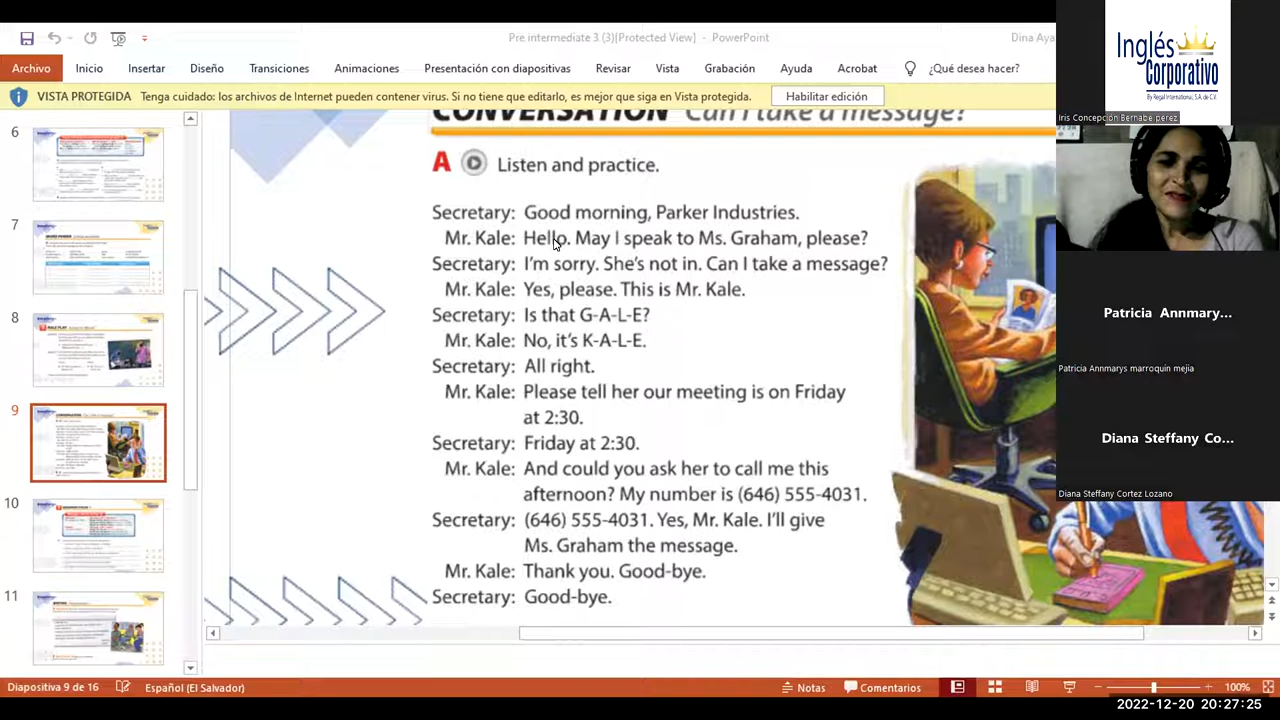 Pre intermediate 3 (3)[Protected View] - PowerPoint
Dina Aya
Archivo Inicio Insertar Diseño Transiciones Animaciones Presentación con diapositivas Revisar Vista Grabación Ayuda Acrobat ¿Qué desea hacer?
VISTA PROTEGIDA Tenga cuidado: los archivos de Internet pueden contener virus. Si no tiene que editarlo, es mejor que siga en Vista protegida. Habilitar edición
CONVERSATION Can I take a message?
A Listen and practice.
Secretary: Good morning, Parker Industries.
Mr. Kale: Hello. May I speak to Ms. Graham, please?
Secretary: I'm sorry. She's not in. Can I take a message?
Mr. Kale: Yes, please. This is Mr. Kale.
Secretary: Is that G-A-L-E?
Mr. Kale: No, it's K-A-L-E.
Secretary: All right.
Mr. Kale: Please tell her our meeting is on Friday
at 2:30.
Secretary: Friday at 2:30.
Mr. Kale: And could you ask her to call me this
afternoon? My number is (646) 555-4031.
Secretary: (646) 555-4031. Yes, Mr. Kale. I'll give
Ms. Graham the message.
Mr. Kale: Thank you. Good-bye.
Secretary: Good-bye.
6
7
8
9
10
11
Inglés
Corporativo
By Regal International, S.A. de C.V.
Iris Concepción Bernabe perez
Patricia Annmary...
Patricia Annmarys marroquin mejia
Diana Steffany Co...
Diana Steffany Cortez Lozano
Diapositiva 9 de 16 Español (El Salvador) Notas Comentarios 100%
2022-12-20 20:27:25